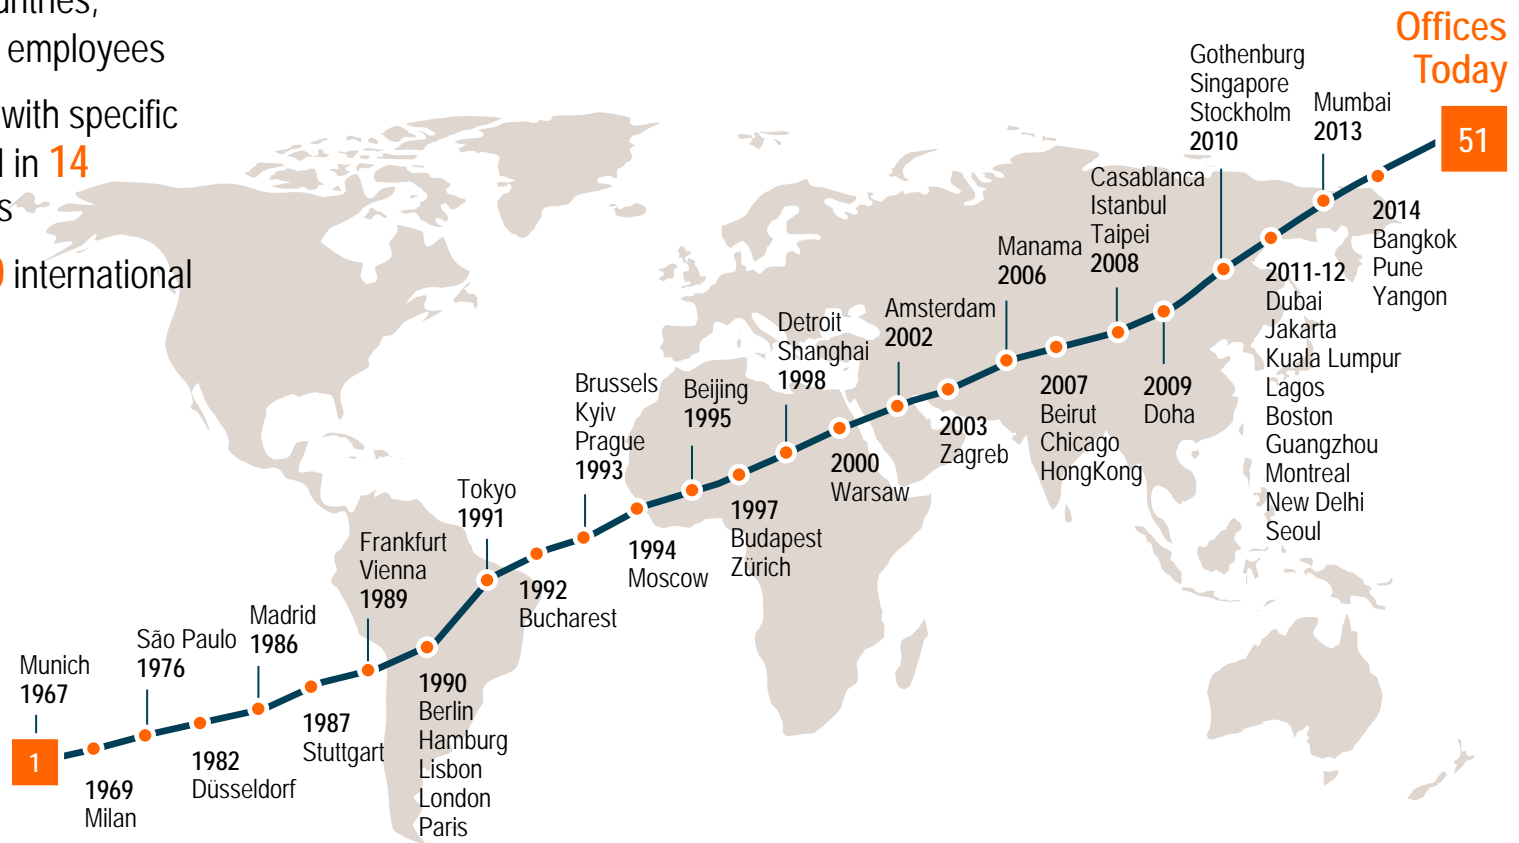 employees
with specific
in 14
international
Offices
Today
51
Munich
1967
1
1969
Milan
São Paulo
1976
1982
Düsseldorf
Madrid
1986
1987
Stuttgart
Frankfurt
Vienna
1989
1990
Berlin
Hamburg
Lisbon
London
Paris
Tokyo
1991
1992
Bucharest
Brussels
Kyiv
Prague
1993
1994
Moscow
Beijing
1995
1997
Budapest
Zürich
Detroit
Shanghai
1998
2000
Warsaw
Amsterdam
2002
2003
Zagreb
Manama
2006
2007
Beirut
Chicago
HongKong
Casablanca
Istanbul
Taipei
2008
2009
Doha
Gothenburg
Singapore
Stockholm
2010
2011-12
Dubai
Jakarta
Kuala Lumpur
Lagos
Boston
Guangzhou
Montreal
New Delhi
Seoul
Mumbai
2013
2014
Bangkok
Pune
Yangon